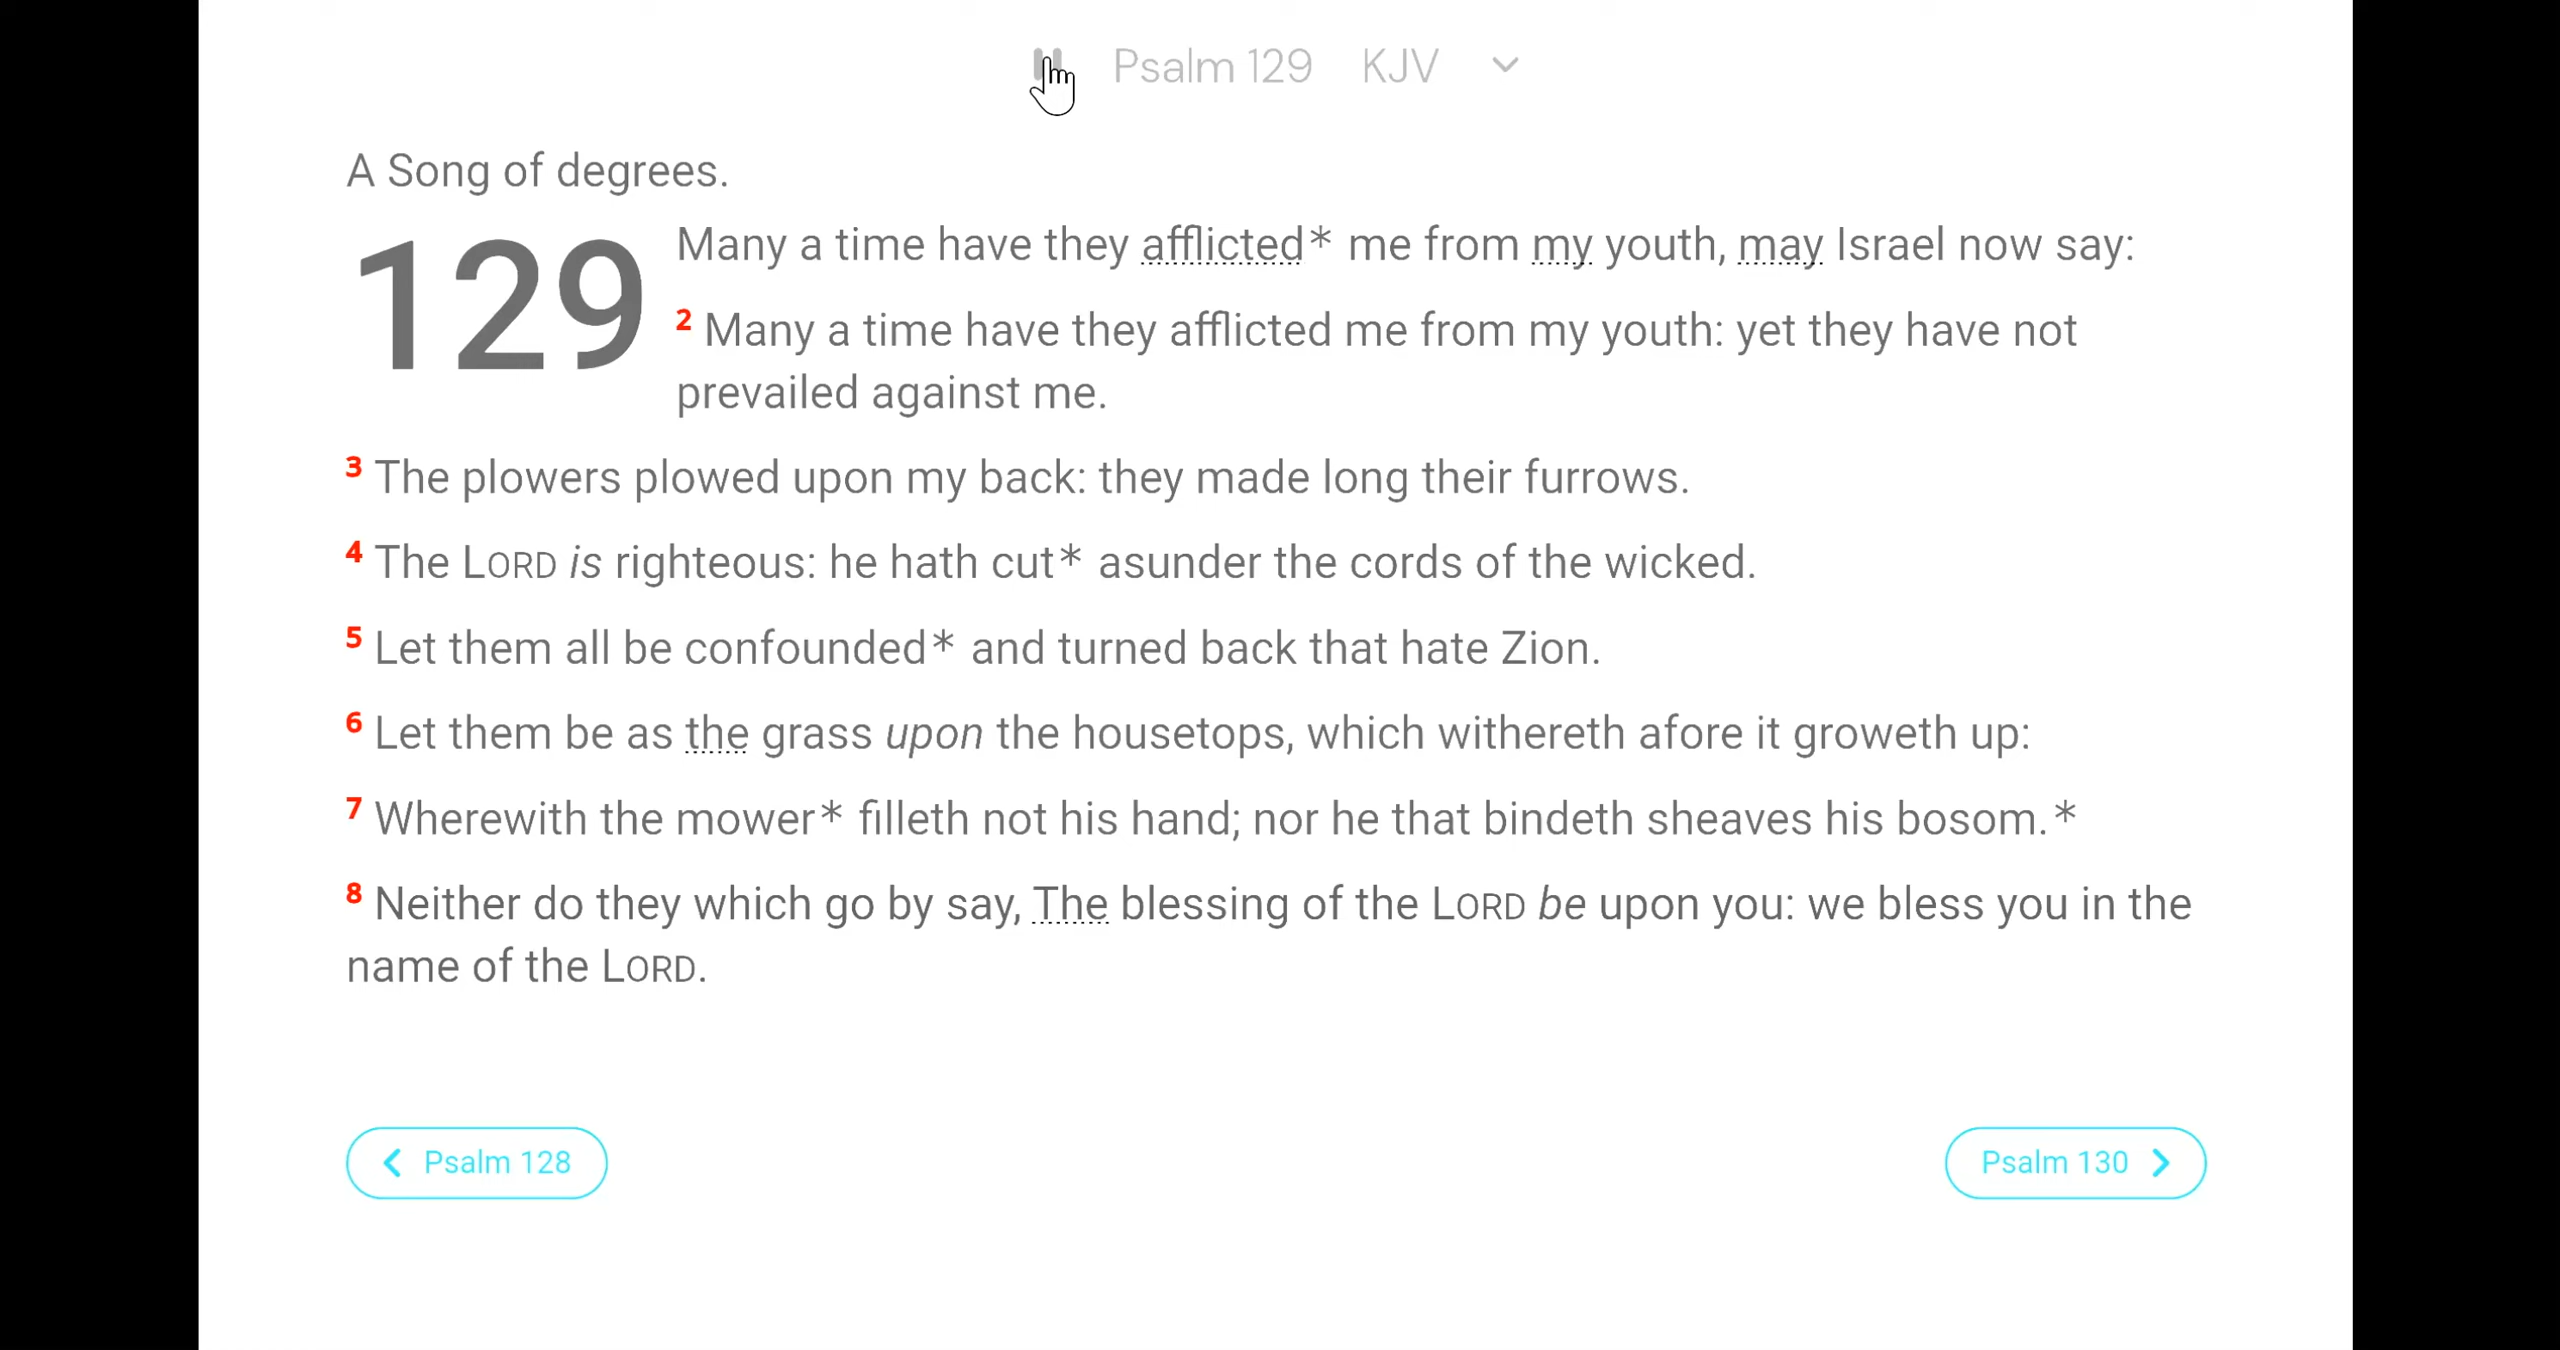 Psalm 129 KJV
A Song of degrees.
129 Many a time have they afflicted* me from my youth, may Israel now say:
2 Many a time have they afflicted me from my youth: yet they have not
prevailed against me.
3 The plowers plowed upon my back: they made long their furrows.
4 The LORD is righteous: he hath cut* asunder the cords of the wicked.
5 Let them all be confounded* and turned back that hate Zion.
6 Let them be as the grass upon the housetops, which withereth afore it groweth up:
7 Wherewith the mower* filleth not his hand; nor he that bindeth sheaves his bosom.*
8 Neither do they which go by say, The blessing of the LORD be upon you: we bless you in the
name of the LORD.
Psalm 128
Psalm 130